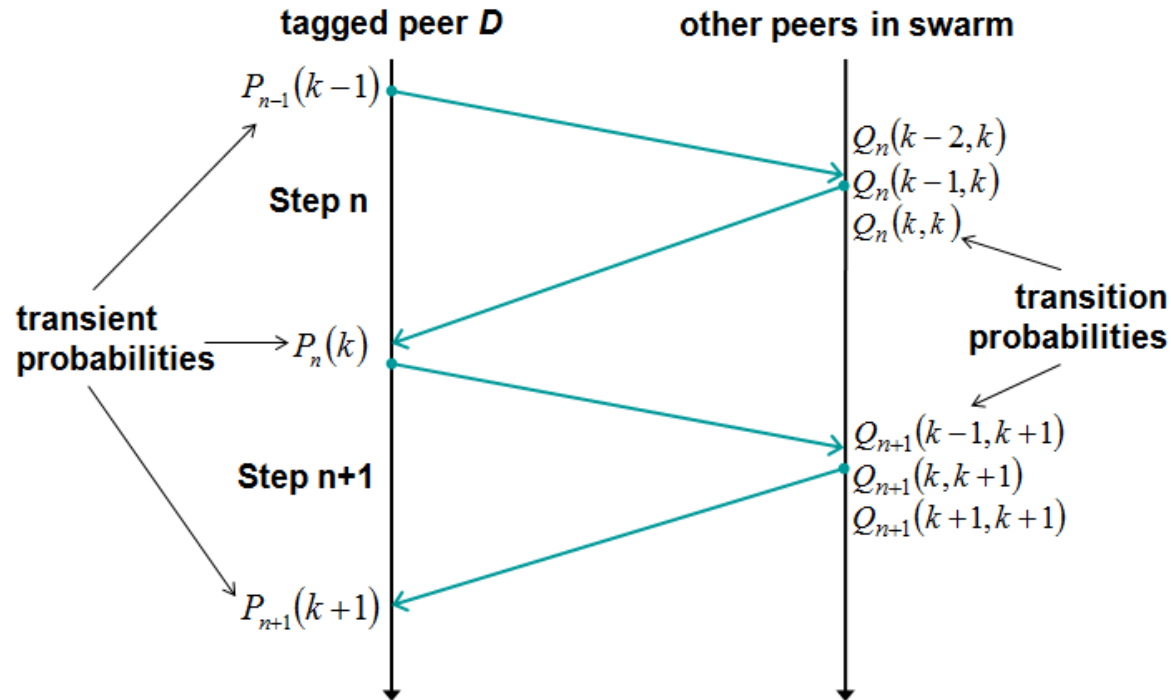 tagged peer D
other peers in swarm
P_{n-1}(k-1)
Q_n(k-2,k)
Q_n(k-1,k)
Q_n(k,k)
Step n
transient
probabilities
transition
probabilities
P_n(k)
Q_{n+1}(k-1,k+1)
Q_{n+1}(k,k+1)
Q_{n+1}(k+1,k+1)
Step n+1
P_{n+1}(k+1)